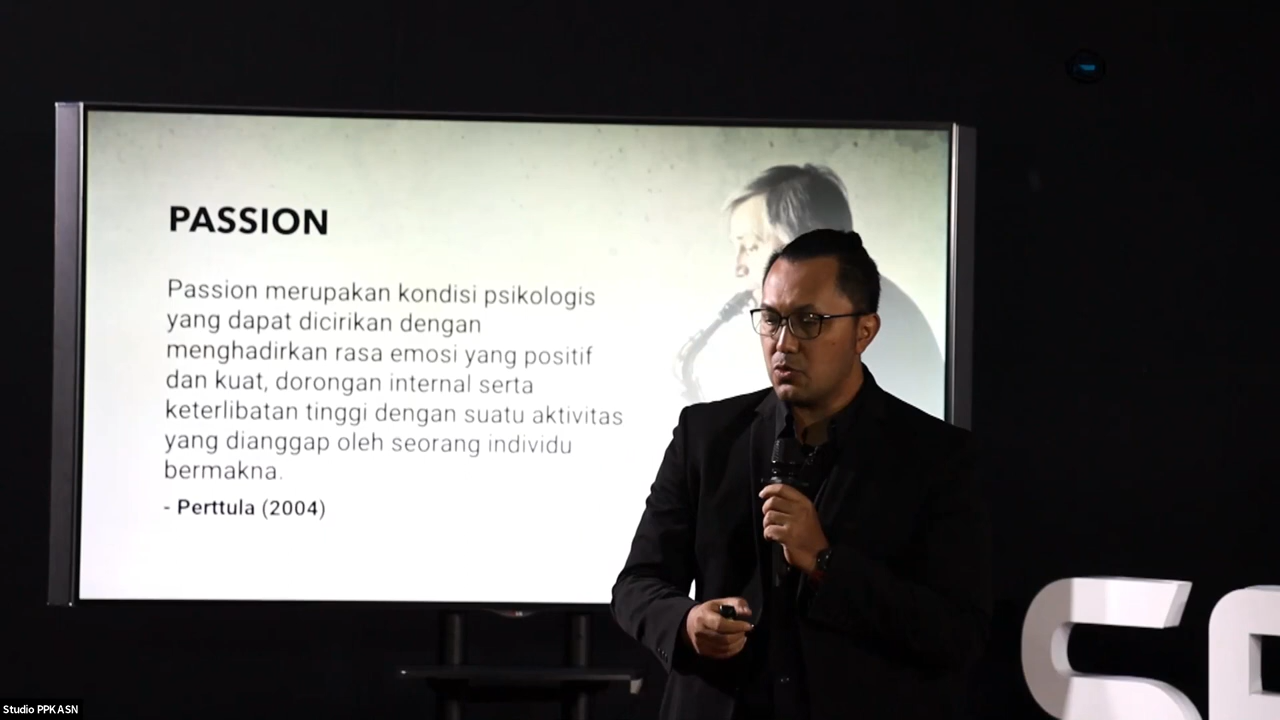 PASSION
Passion merupakan kondisi psikologis
yang dapat dicirikan dengan
menghadirkan rasa emosi yang positif
dan kuat, dorongan internal serta
keterlibatan tinggi dengan suatu aktivitas
yang dianggap oleh seorang individu
bermakna.
- Perttula (2004)
Studio PPKASN